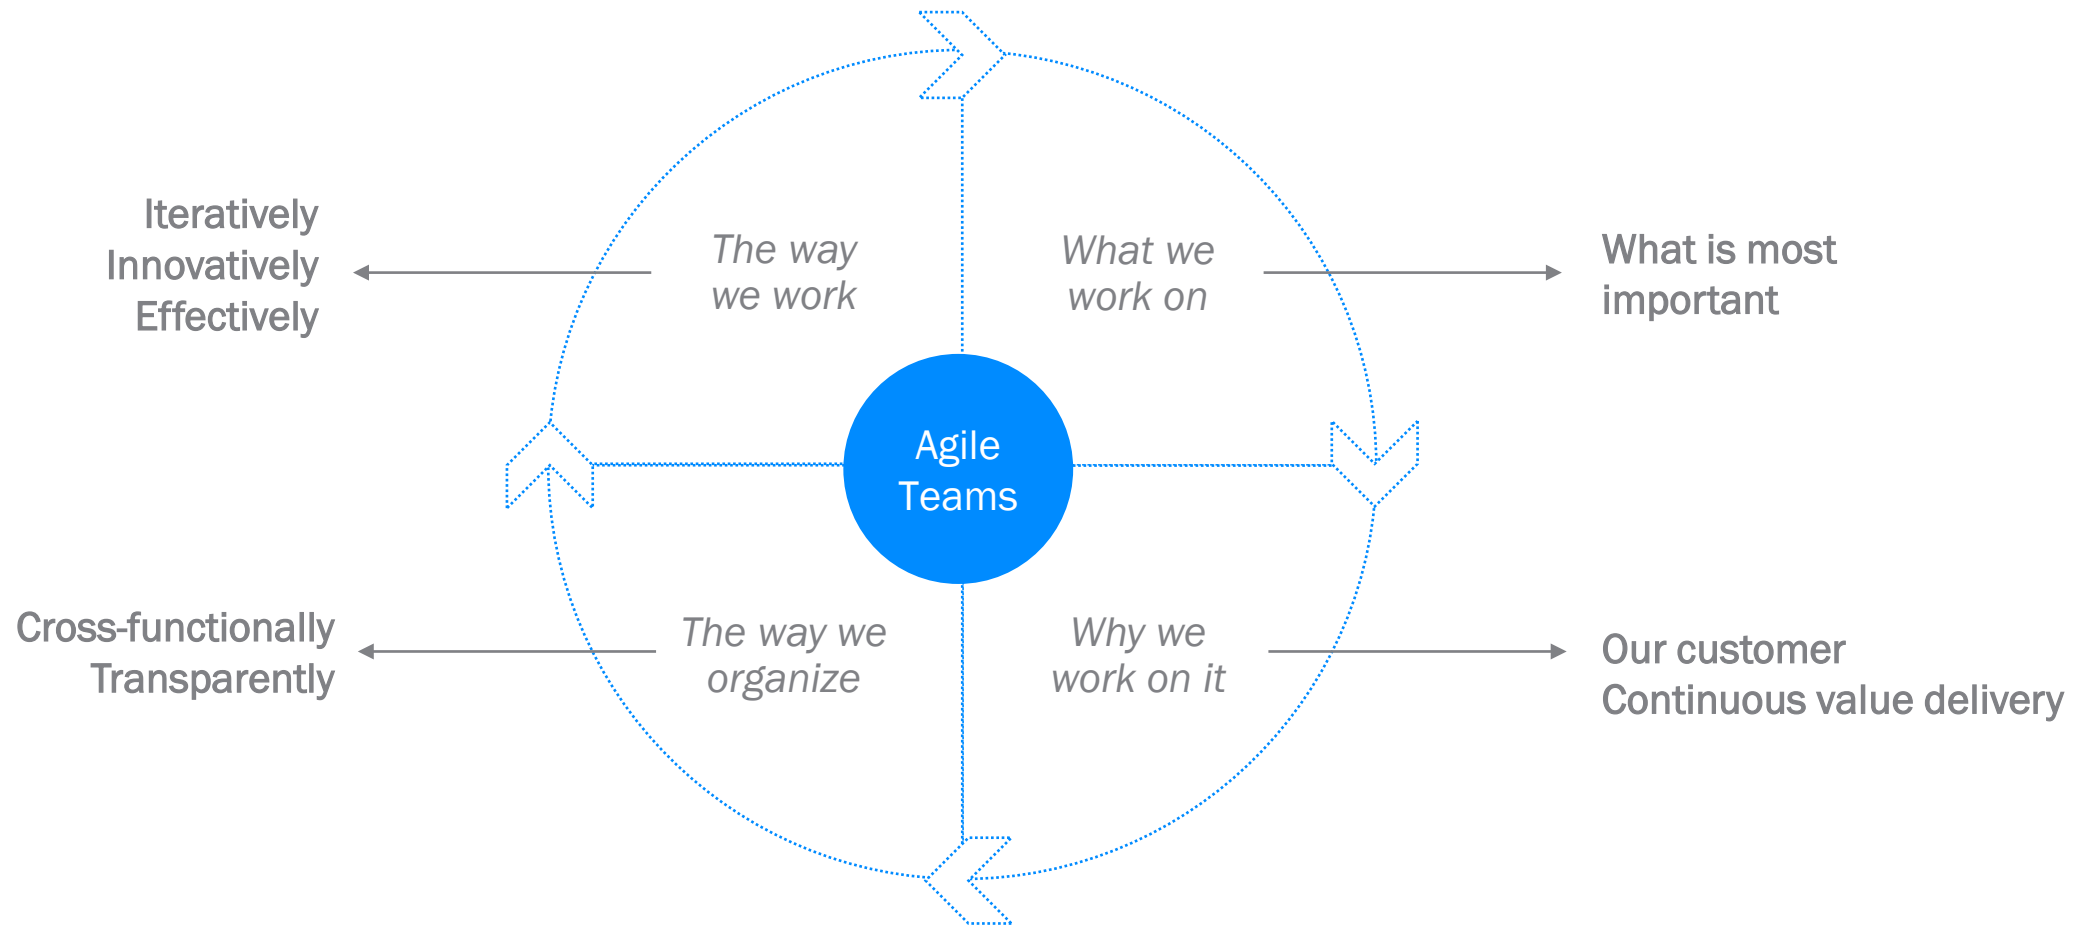 Iteratively
Innovatively
Effectively
The way
we work
What we
work on
What is most
important
Agile
Teams
Cross-functionally
Transparently
The way we
organize
Why we
work on it
Our customer
Continuous value delivery